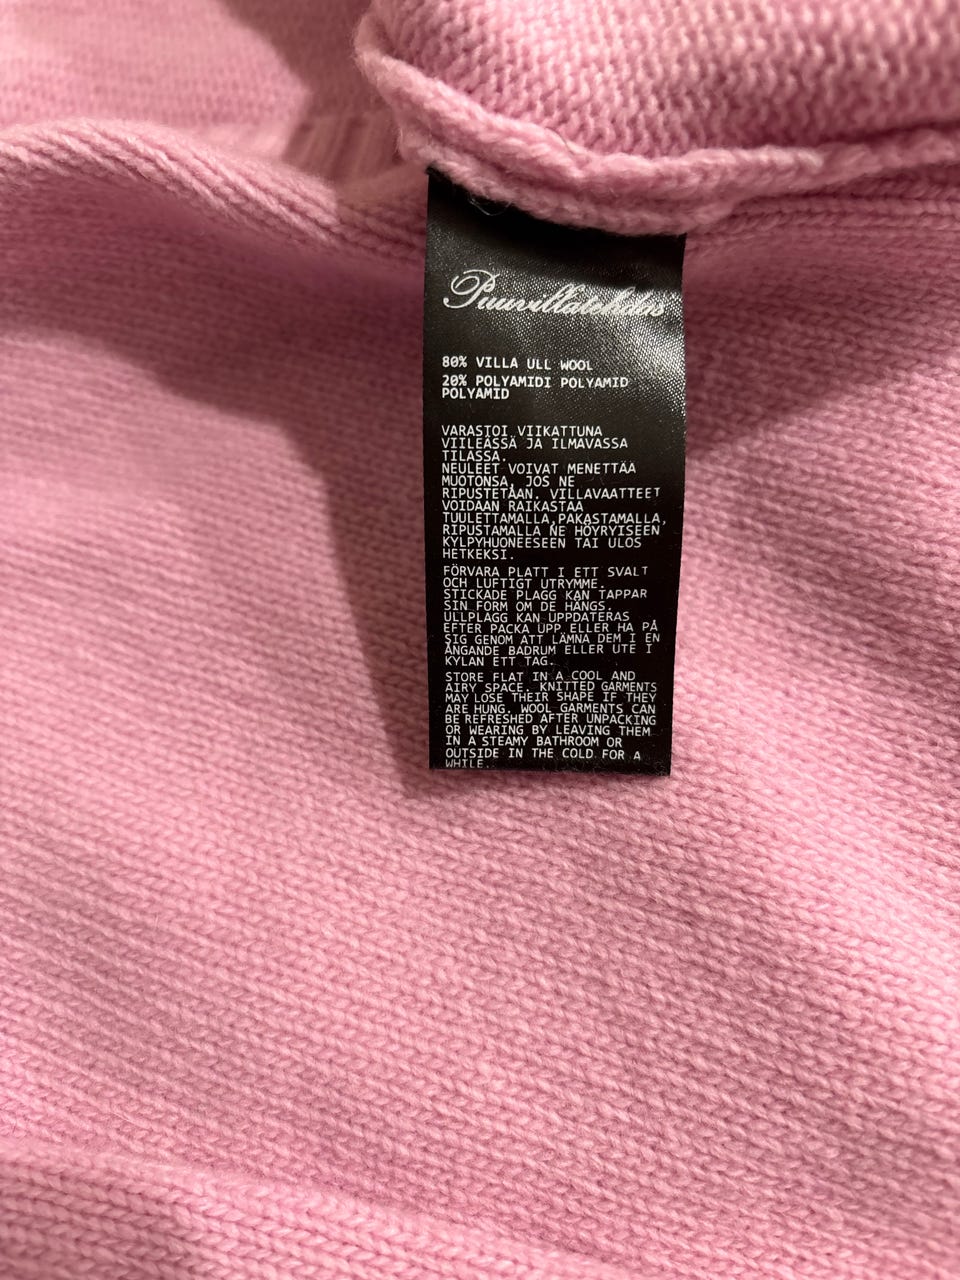 Puuvillatehdas
80% VILLA ULL WOOL
20% POLYAMIDI POLYAMID
POLYAMID
VARASTOI VIIKATTUNA
VIILEÄSSÄ JA ILMAVASSA
TILASSA.
NEULEET VOIVAT MENETTÄÄ
MUOTONSA, JOS NE
RIPUSTETAAN. VILLAVAATTEET
VOIDAAN RAIKASTAA
TUULETTAMALLA,PAKASTAMALLA,
RIPUSTAMALLA NE HÖYRYISEEN
KYLPYHUONEESEEN TAI ULOS
HETKEKSI.
FÖRVARA PLATT I ETT SVALT
OCH LUFTIGT UTRYMME.
STICKADE PLAGG KAN TAPPAR
SIN FORM OM DE HÄNGS.
ULLPLAGG KAN UPPDATERAS
EFTER PACKA UPP ELLER HA PÅ
SIG GENOM ATT LÄMNA DEM I EN
ÅNGANDE BADRUM ELLER UTE I
KYLAN ETT TAG.
STORE FLAT IN A COOL AND
AIRY SPACE. KNITTED GARMENTS
MAY LOSE THEIR SHAPE IF THEY
ARE HUNG. WOOL GARMENTS CAN
BE REFRESHED AFTER UNPACKING
OR WEARING BY LEAVING THEM
IN A STEAMY BATHROOM OR
OUTSIDE IN THE COLD FOR A
WHILE.